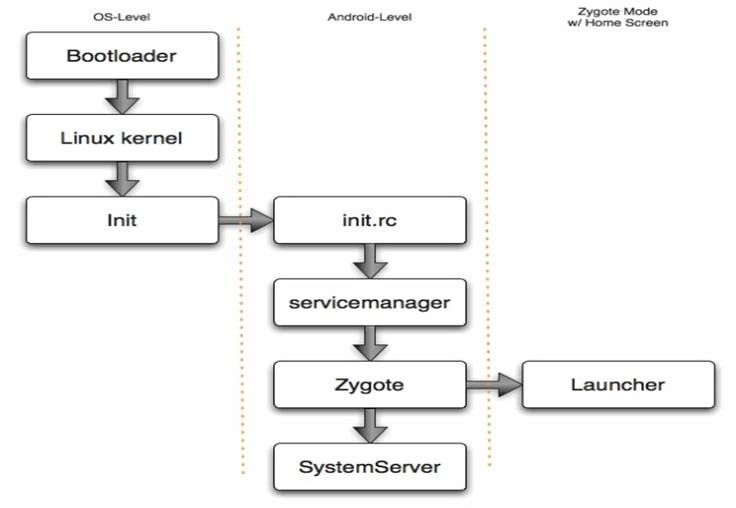 OS-Level
Android-Level
Zygote Mode
w/ Home Screen
Bootloader
Linux kernel
Init
init.rc
servicemanager
Zygote
Launcher
SystemServer